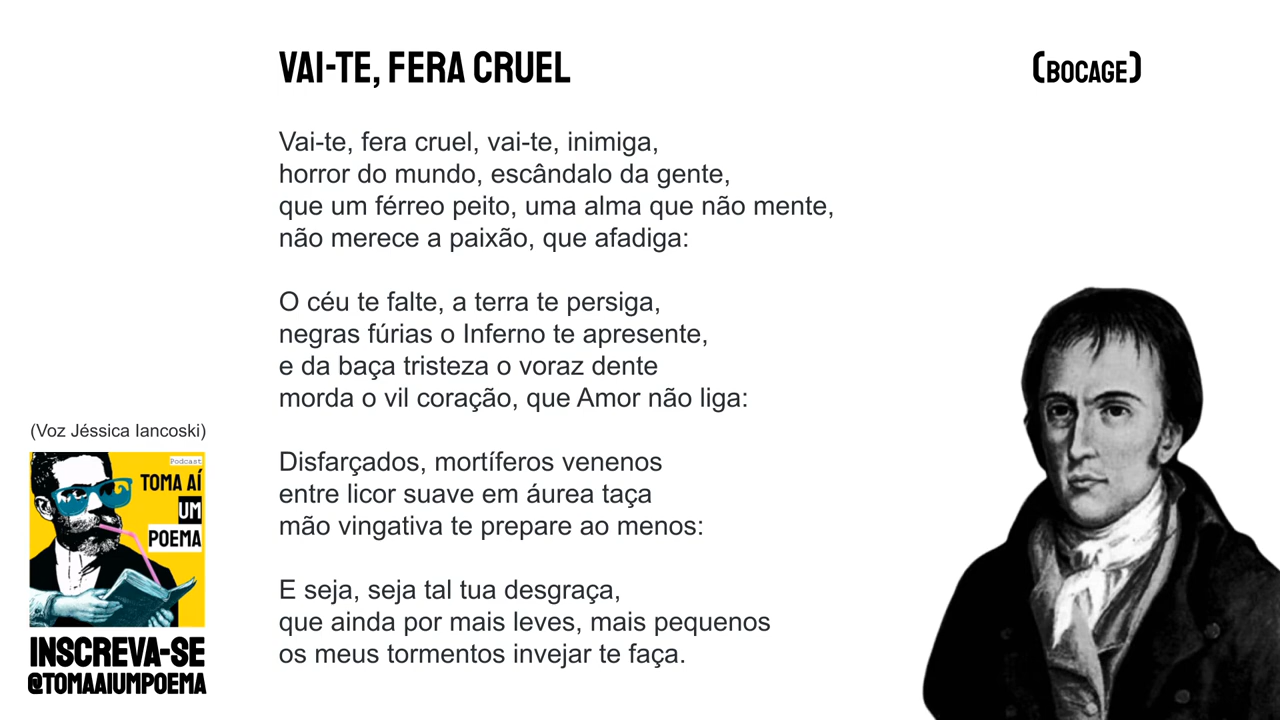 VAI-TE, FERA CRUEL
(BOCAGE)
Vai-te, fera cruel, vai-te, inimiga,
horror do mundo, escândalo da gente,
que um férreo peito, uma alma que não mente,
não merece a paixão, que afadiga:
O céu te falte, a terra te persiga,
negras fúrias o Inferno te apresente,
e da baça tristeza o voraz dente
morda o vil coração, que Amor não liga:
Disfarçados, mortíferos venenos
entre licor suave em áurea taça
mão vingativa te prepare ao menos:
E seja, seja tal tua desgraça,
que ainda por mais leves, mais pequenos
os meus tormentos invejar te faça.
(Voz Jéssica Iancoski)
Podcast
TOMA AÍ
UM
POEMA
INSCREVA-SE
@TOMAAIUMPOEMA